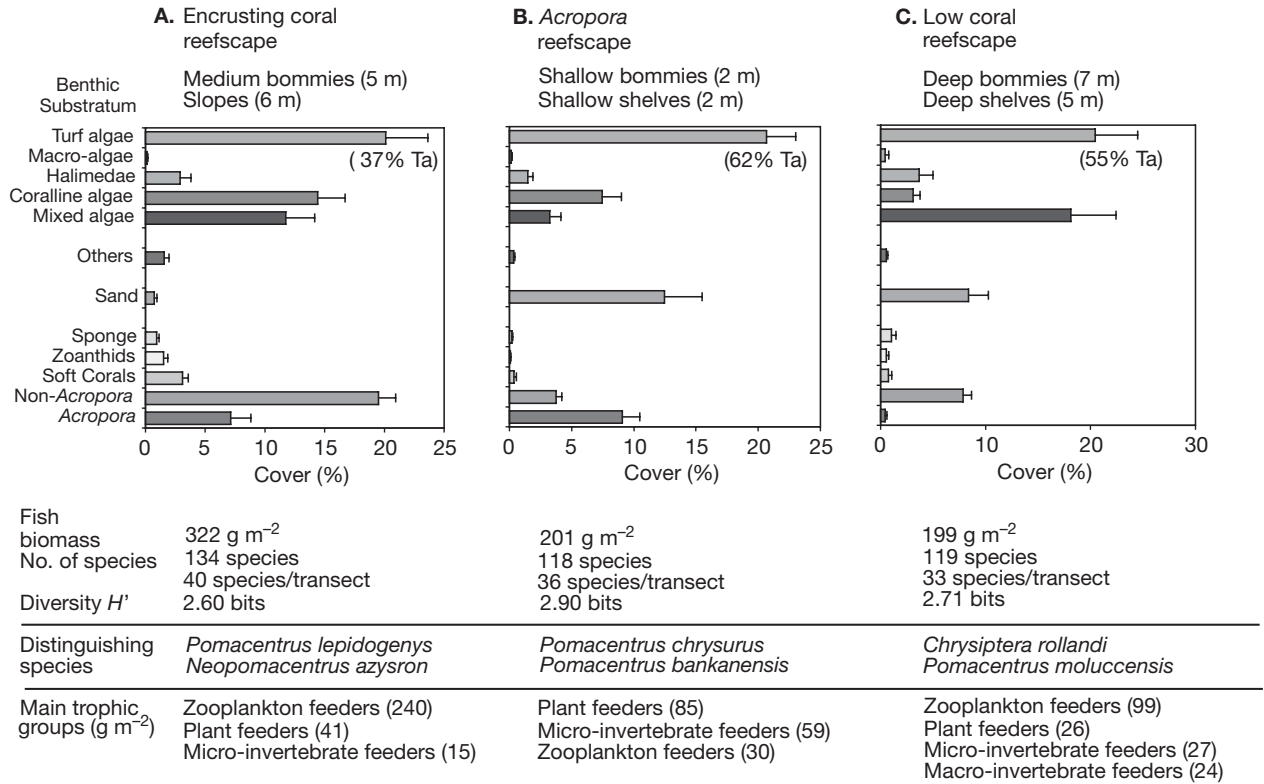 A. Encrusting coral
reefscape
B. Acropora
reefscape
C. Low coral
reefscape
Benthic
Substratum
Medium bommies (5 m)
Slopes (6 m)
Shallow bommies (2 m)
Shallow shelves (2 m)
Deep bommies (7 m)
Deep shelves (5 m)
Turf algae
Macro-algae
Halimedae
Coralline algae
Mixed algae
Others
Sand
Sponge
Zoanthids
Soft Corals
Non-Acropora
Acropora
( 37% Ta)
0 5 10 15 20 25
Cover (%)
(62% Ta)
0 5 10 15 20 25
Cover (%)
(55% Ta)
0 10 20 30
Cover (%)
Fish
biomass 322 g m⁻² 201 g m⁻² 199 g m⁻²
No. of species 134 species 118 species 119 species
40 species/transect 36 species/transect 33 species/transect
Diversity H' 2.60 bits 2.90 bits 2.71 bits
Distinguishing Pomacentrus lepidogenys Pomacentrus chrysurus Chrysiptera rollandi
species Neopomacentrus azysron Pomacentrus bankanensis Pomacentrus moluccensis
Main trophic Zooplankton feeders (240) Plant feeders (85) Zooplankton feeders (99)
groups (g m⁻²) Plant feeders (41) Micro-invertebrate feeders (59) Plant feeders (26)
Micro-invertebrate feeders (15) Zooplankton feeders (30) Micro-invertebrate feeders (27)
Macro-invertebrate feeders (24)